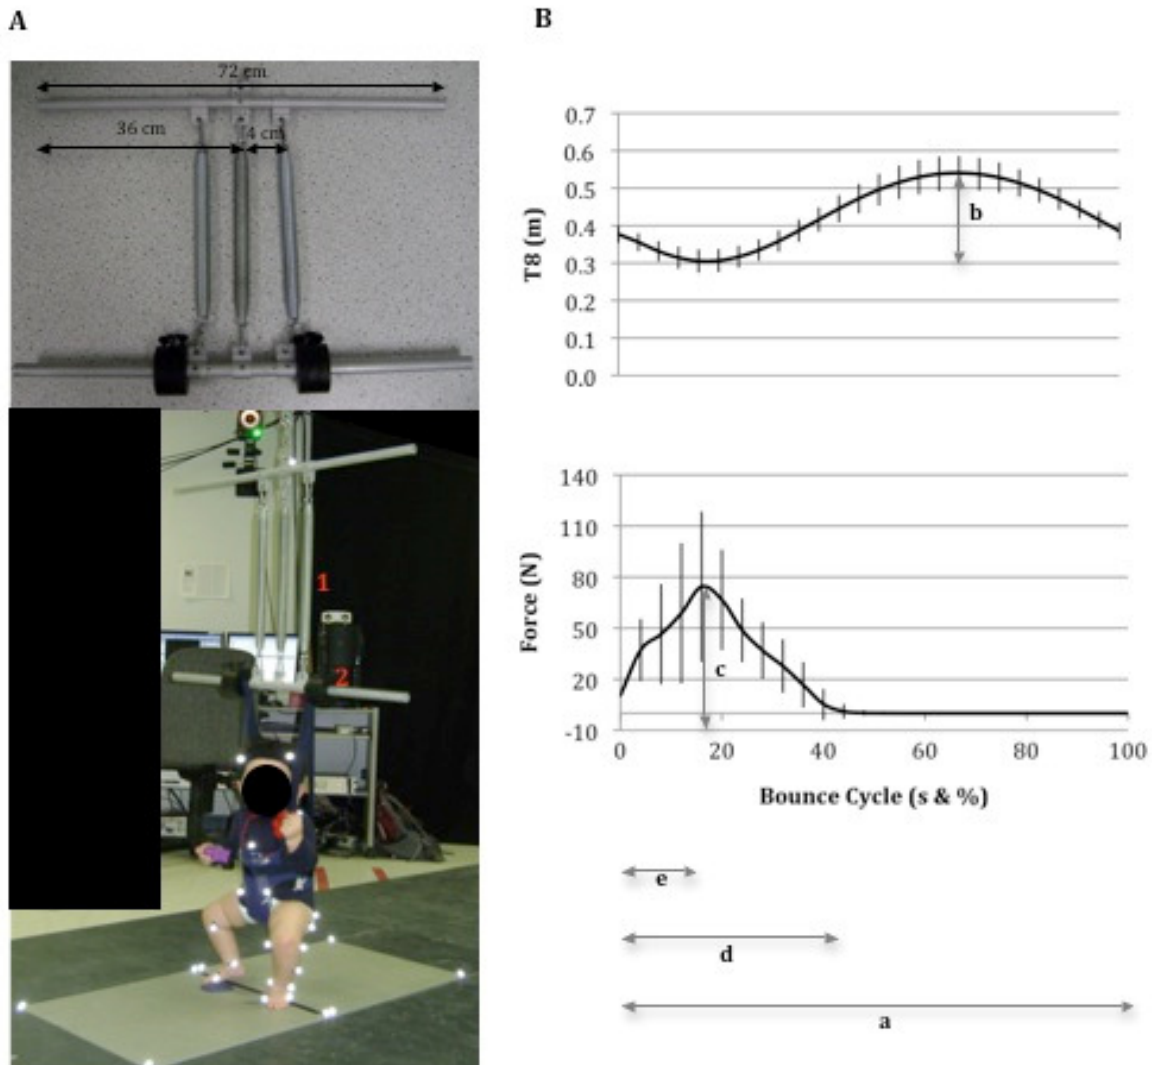 A
72 cm
36 cm
4 cm
1
2
B
0.7
0.6
0.5
0.4
0.3
0.2
0.1
0.0
T8 (m)
b
140
110
80
50
20
-10
Force (N)
c
0 20 40 60 80 100
Bounce Cycle (s & %)
e
d
a